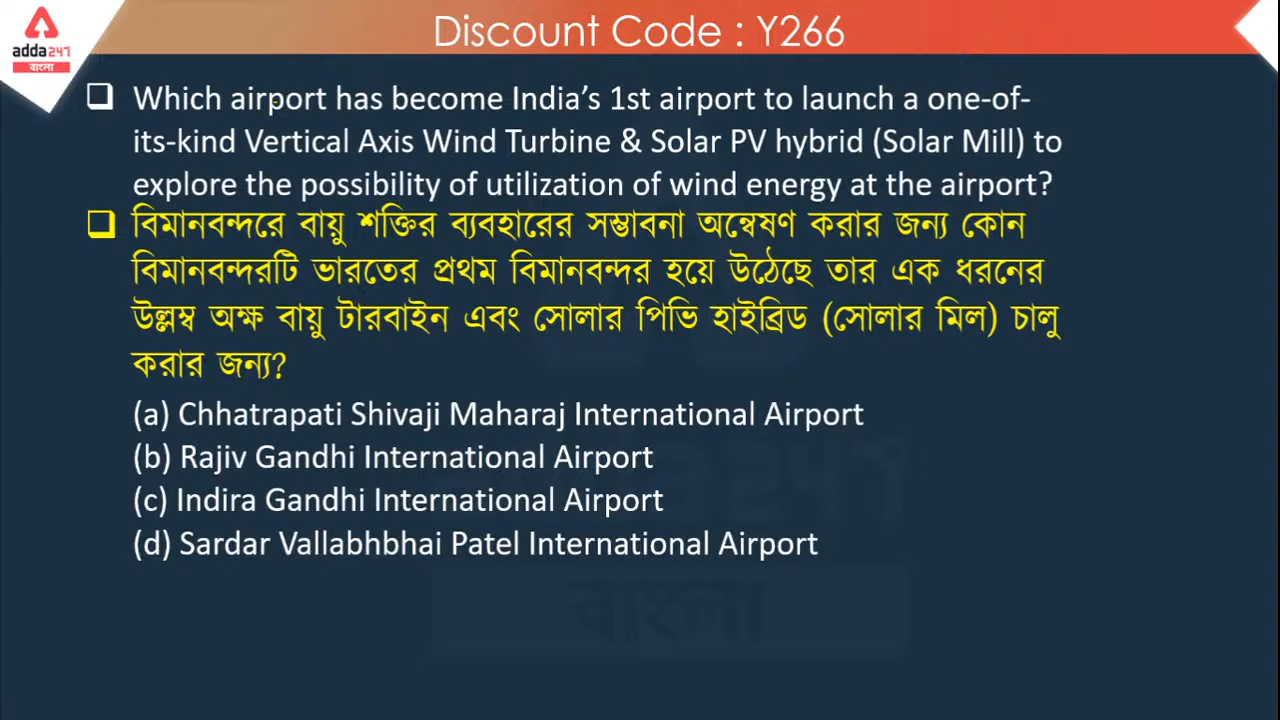 Discount Code : Y266
adda247
বাংলা
❑ Which airport has become India's 1st airport to launch a one-of-
its-kind Vertical Axis Wind Turbine & Solar PV hybrid (Solar Mill) to
explore the possibility of utilization of wind energy at the airport?
❑ বিমানবন্দরে বায়ু শক্তির ব্যবহারের সম্ভাবনা অন্বেষণ করার জন্য কোন
বিমানবন্দরটি ভারতের প্রথম বিমানবন্দর হয়ে উঠেছে তার এক ধরনের
উল্লম্ব অক্ষ বায়ু টারবাইন এবং সোলার পিভি হাইব্রিড (সোলার মিল) চালু
করার জন্য?
(a) Chhatrapati Shivaji Maharaj International Airport
(b) Rajiv Gandhi International Airport
(c) Indira Gandhi International Airport
(d) Sardar Vallabhbhai Patel International Airport
adda247
বাংলা